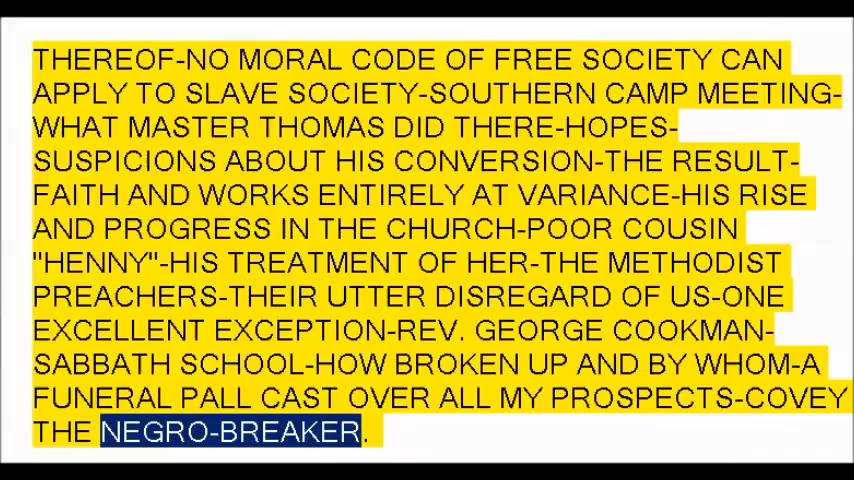 THEREOF-NO MORAL CODE OF FREE SOCIETY CAN
APPLY TO SLAVE SOCIETY-SOUTHERN CAMP MEETING-
WHAT MASTER THOMAS DID THERE-HOPES-
SUSPICIONS ABOUT HIS CONVERSION-THE RESULT-
FAITH AND WORKS ENTIRELY AT VARIANCE-HIS RISE
AND PROGRESS IN THE CHURCH-POOR COUSIN
"HENNY"-HIS TREATMENT OF HER-THE METHODIST
PREACHERS-THEIR UTTER DISREGARD OF US-ONE
EXCELLENT EXCEPTION-REV. GEORGE COOKMAN-
SABBATH SCHOOL-HOW BROKEN UP AND BY WHOM-A
FUNERAL PALL CAST OVER ALL MY PROSPECTS-COVEY
THE NEGRO-BREAKER.